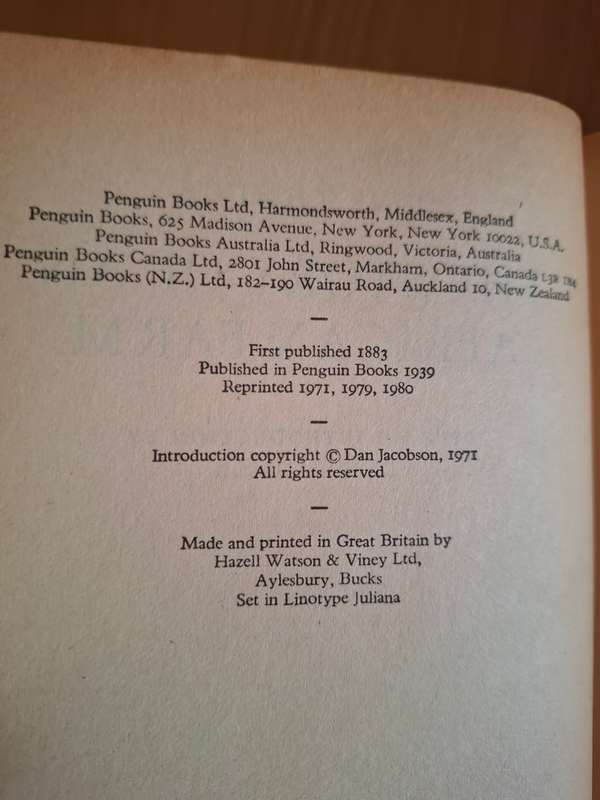 Penguin Books Ltd, Harmondsworth, Middlesex, England
Penguin Books, 625 Madison Avenue, New York, New York 10022, U.S.A.
Penguin Books Australia Ltd, Ringwood, Victoria, Australia
Penguin Books Canada Ltd, 2801 John Street, Markham, Ontario, Canada L3R
Penguin Books (N.Z.) Ltd, 182–190 Wairau Road, Auckland 10, New Zealand
—
First published 1883
Published in Penguin Books 1939
Reprinted 1971, 1979, 1980
—
Introduction copyright © Dan Jacobson, 1971
All rights reserved
—
Made and printed in Great Britain by
Hazell Watson & Viney Ltd,
Aylesbury, Bucks
Set in Linotype Juliana